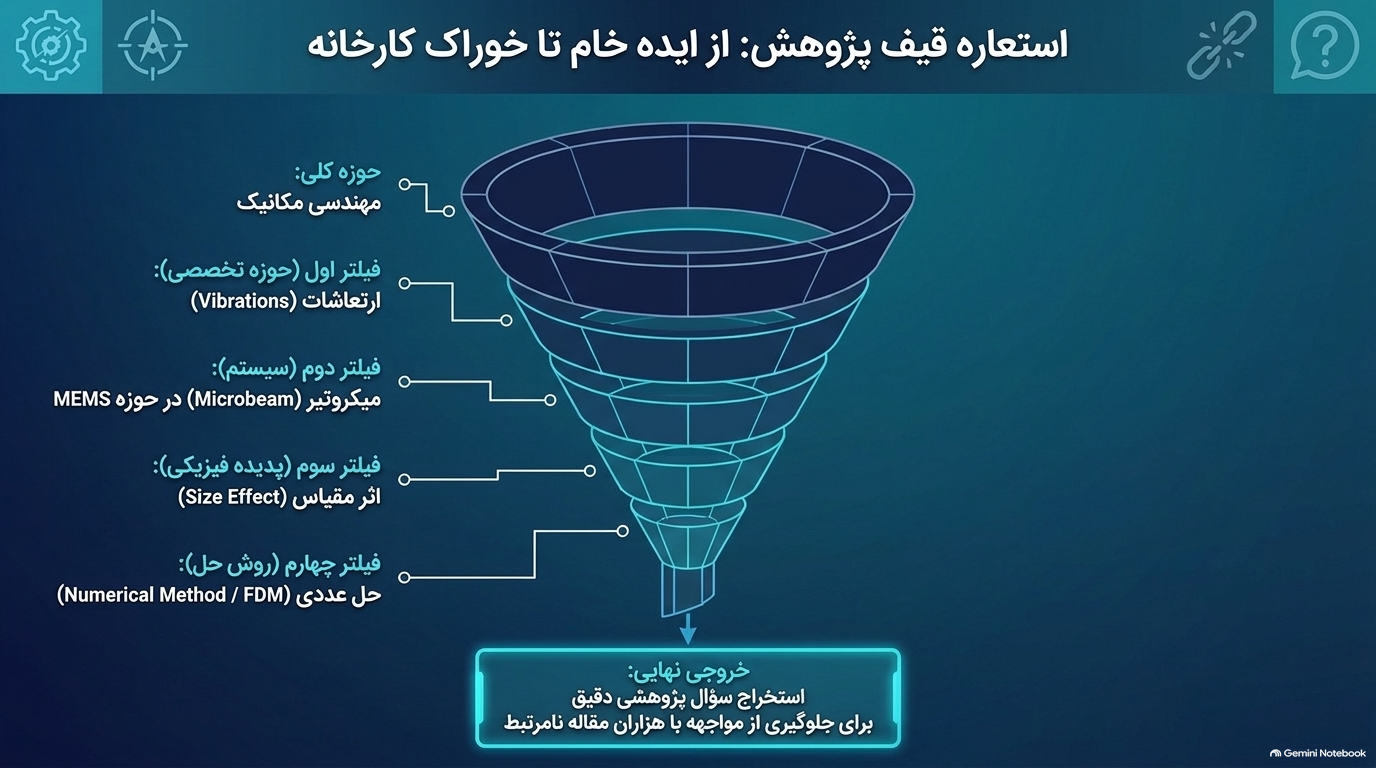 استعاره قیف پژوهش: از ایده خام تا خوراک کارخانه
حوزه کلی:
مهندسی مکانیک
فیلتر اول (حوزه تخصصی):
ارتعاشات (Vibrations)
فیلتر دوم (سیستم):
میکروتیر (Microbeam) در حوزه MEMS
فیلتر سوم (پدیده فیزیکی):
اثر مقیاس (Size Effect)
فیلتر چهارم (روش حل):
حل عددی (Numerical Method / FDM)
خروجی نهایی:
استخراج سؤال پژوهشی دقیق
برای جلوگیری از مواجهه با هزاران مقاله نامرتبط
Gemini Notebook